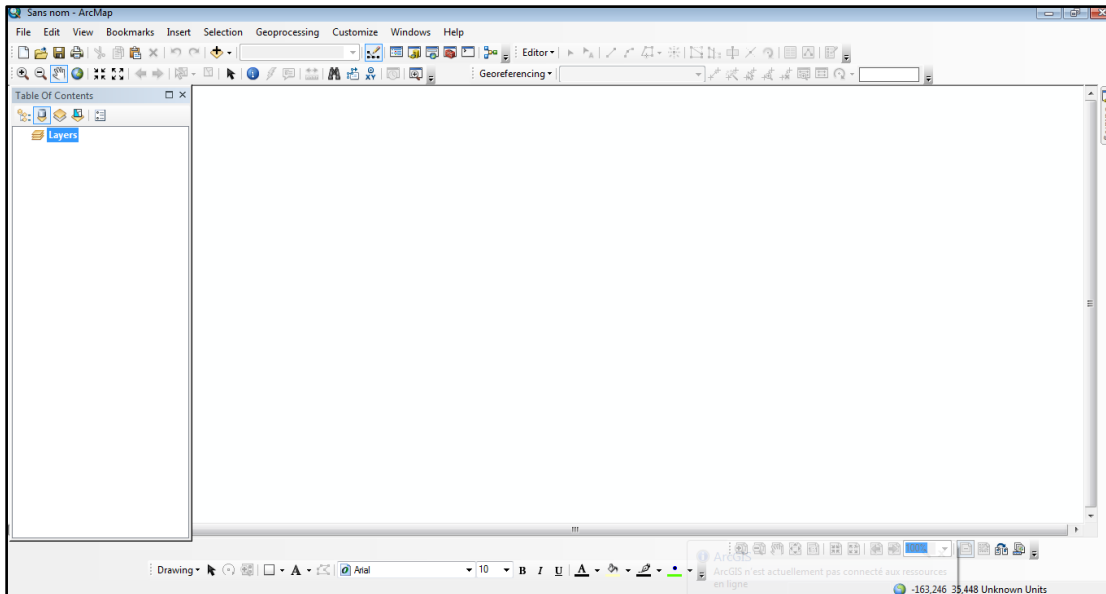 Sans nom - ArcMap
File Edit View Bookmarks Insert Selection Geoprocessing Customize Windows Help
Editor
Georeferencing
Table Of Contents
Layers
100%
ArcGIS
ArcGIS n'est actuellement pas connecté aux ressources
en ligne
Drawing A Arial 10 B I U A
-163,246 35,448 Unknown Units